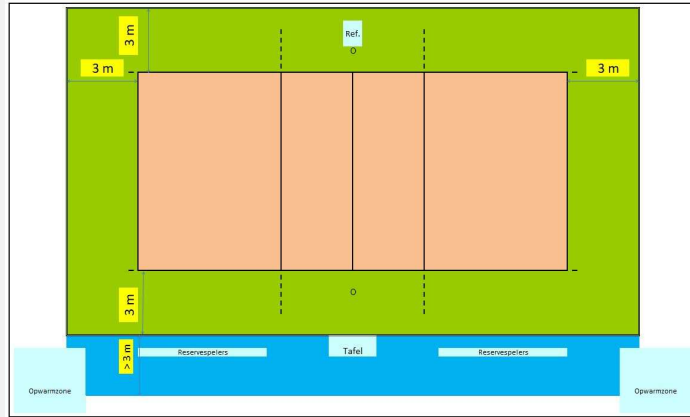 3 m
Ref.
O
3 m
3 m
3 m
O
> 3 m
Reservespelers
Tafel
Reservespelers
Opwarmzone
Opwarmzone